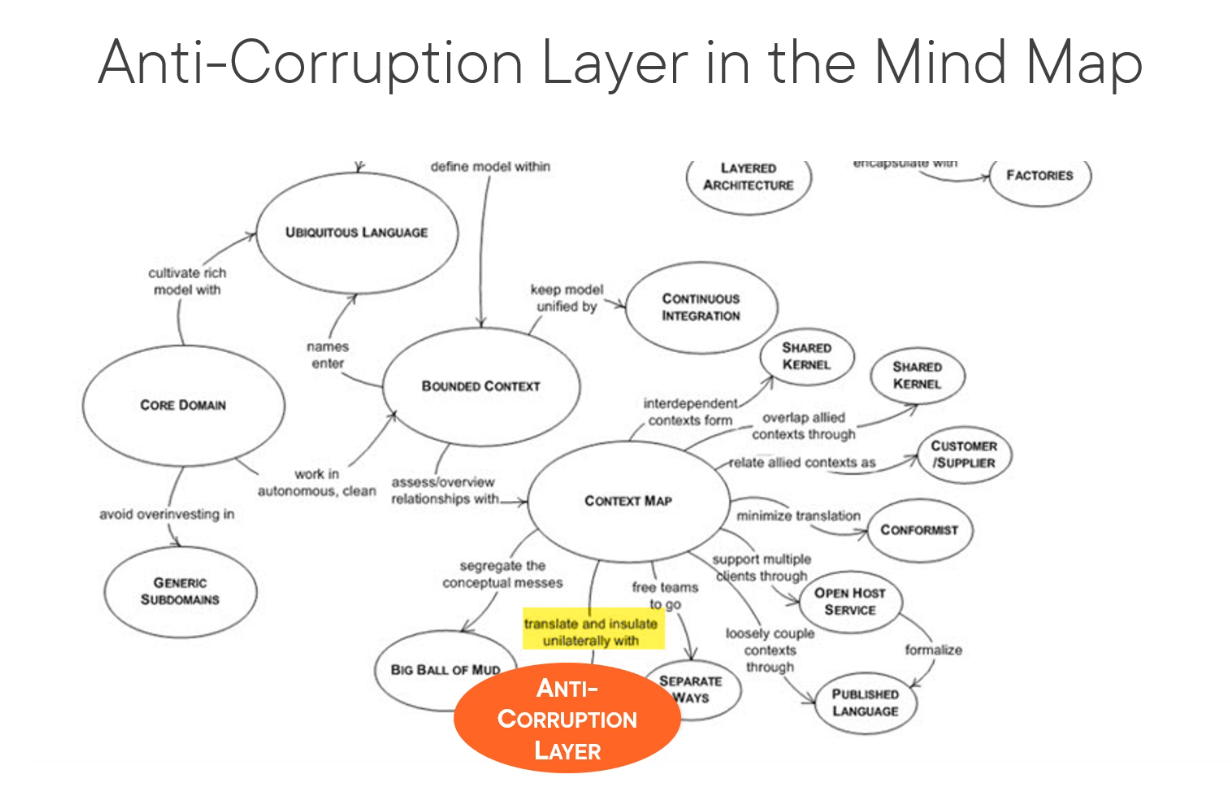 Anti-Corruption Layer in the Mind Map
define model within
LAYERED
ARCHITECTURE
encapsulate with
FACTORIES
UBIQUITOUS LANGUAGE
cultivate rich
model with
keep model
unified by
CONTINUOUS
INTEGRATION
names
enter
SHARED
KERNEL
SHARED
KERNEL
BOUNDED CONTEXT
CORE DOMAIN
interdependent
contexts form
overlap allied
contexts through
CUSTOMER
/SUPPLIER
relate allied contexts as
work in
autonomous, clean
assess/overview
relationships with
CONTEXT MAP
avoid overinvesting in
minimize translation
CONFORMIST
segregate the
conceptual messes
free teams
to go
support multiple
clients through
GENERIC
SUBDOMAINS
OPEN HOST
SERVICE
translate and insulate
unilaterally with
loosely couple
contexts
through
formalize
BIG BALL OF MUD
ANTI-
CORRUPTION
LAYER
SEPARATE
WAYS
PUBLISHED
LANGUAGE